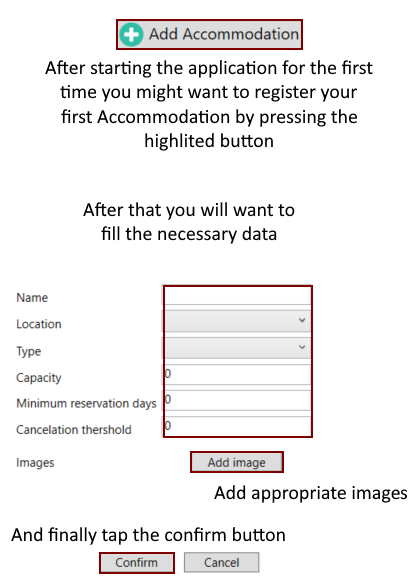 Add Accommodation
After starting the application for the first
time you might want to register your
first Accommodation by pressing the
highlited button
After that you will want to
fill the necessary data
Name
Location
Type
Capacity 0
Minimum reservation days 0
Cancelation thershold 0
Images Add image
Add appropriate images
And finally tap the confirm button
Confirm Cancel